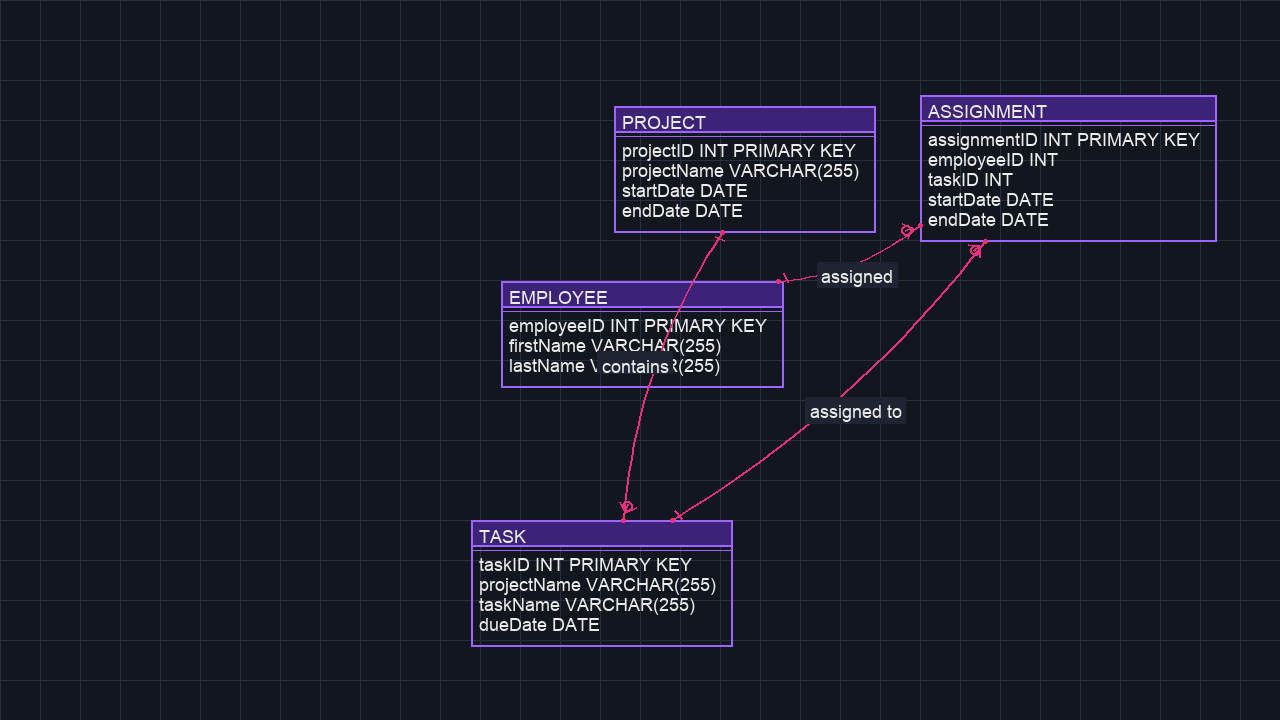 PROJECT
projectID INT PRIMARY KEY
projectName VARCHAR(255)
startDate DATE
endDate DATE
ASSIGNMENT
assignmentID INT PRIMARY KEY
employeeID INT
taskID INT
startDate DATE
endDate DATE
assigned
EMPLOYEE
employeeID INT PRIMARY KEY
firstName VARCHAR(255)
lastName
contains
assigned to
TASK
taskID INT PRIMARY KEY
projectName VARCHAR(255)
taskName VARCHAR(255)
dueDate DATE